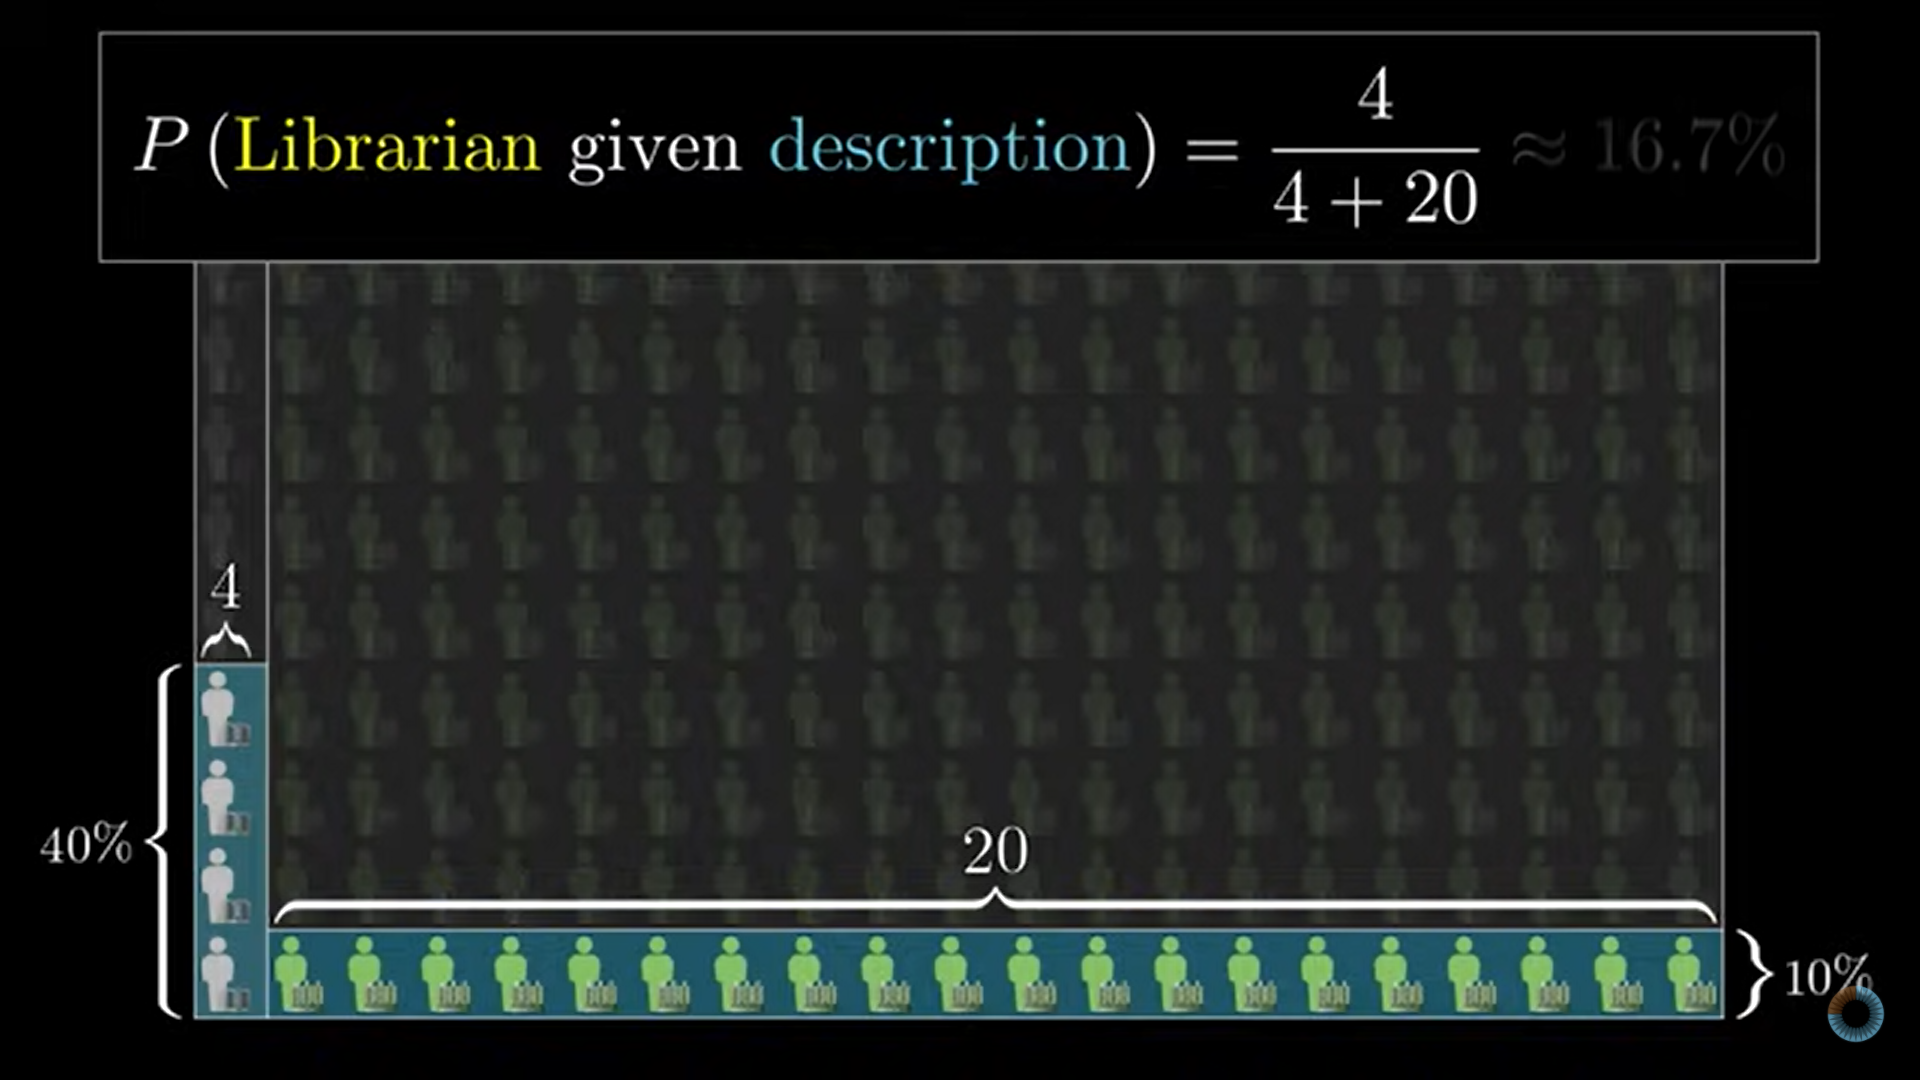 P (Librarian given description) = 4 / 4 + 20 ≈ 16.7%
4
40%
20
10%